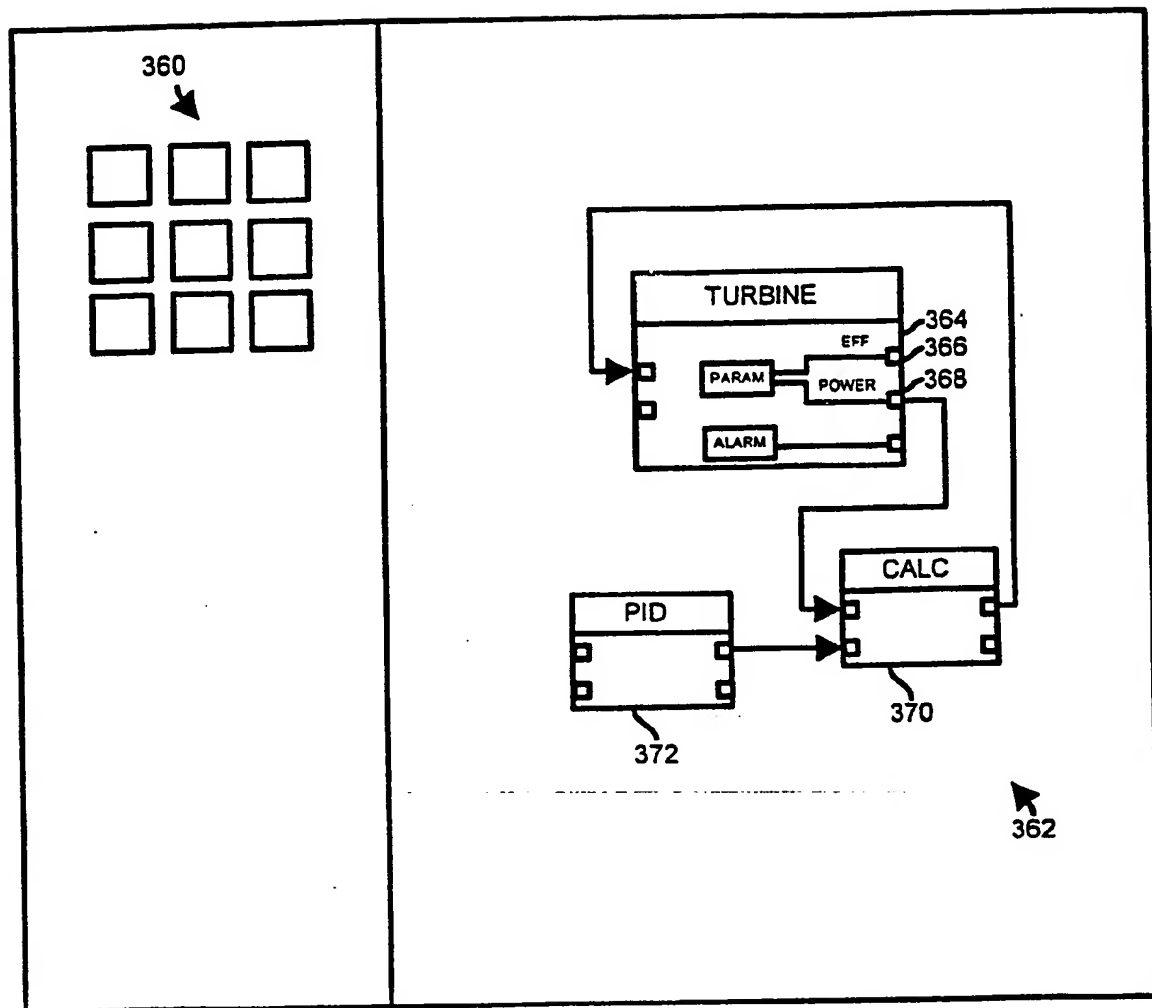 360
TURBINE
364
EFF
366
PARAM
POWER
368
ALARM
CALC
PID
370
372
362